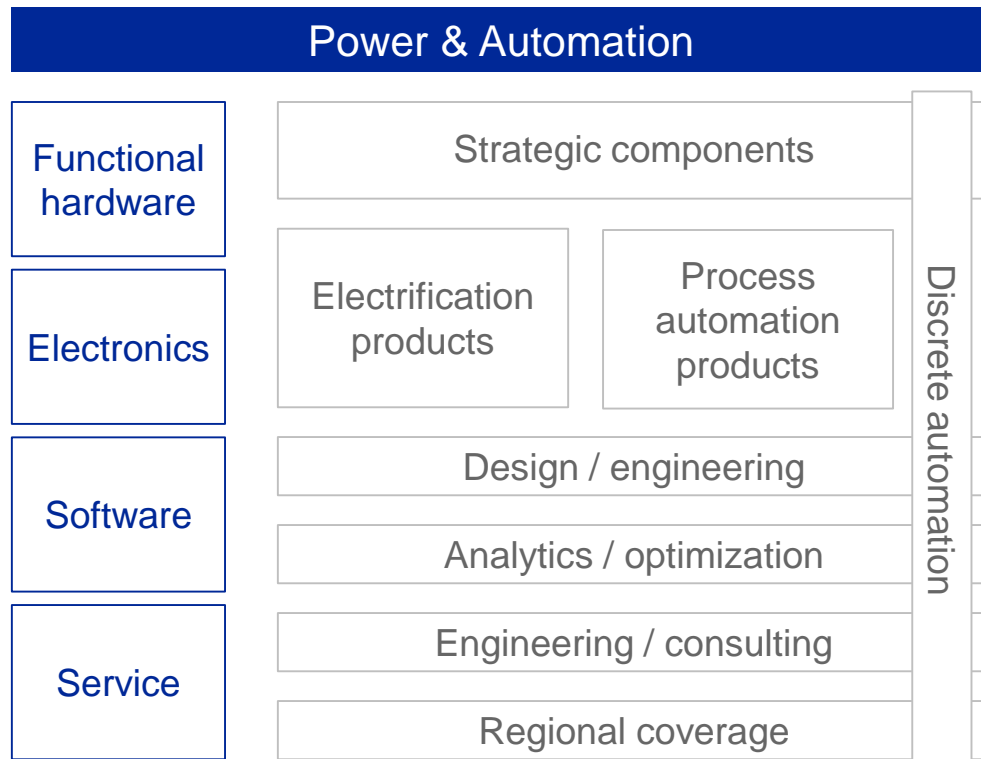 Power & Automation
Functional
hardware
Electronics
Software
Service
Strategic components
Electrification
products
Process
automation
products
Design / engineering
Analytics / optimization
Engineering / consulting
Regional coverage
Discrete automation